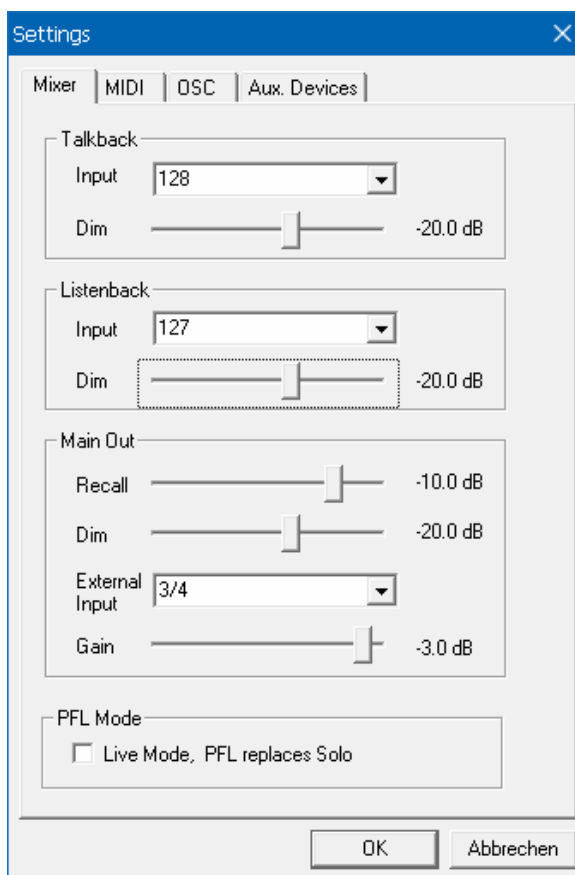 Settings
Mixer MIDI OSC Aux. Devices
Talkback
Input 128
Dim -20.0 dB
Listenback
Input 127
Dim -20.0 dB
Main Out
Recall -10.0 dB
Dim -20.0 dB
External
Input 3/4
Gain -3.0 dB
PFL Mode
Live Mode, PFL replaces Solo
OK Abbrechen